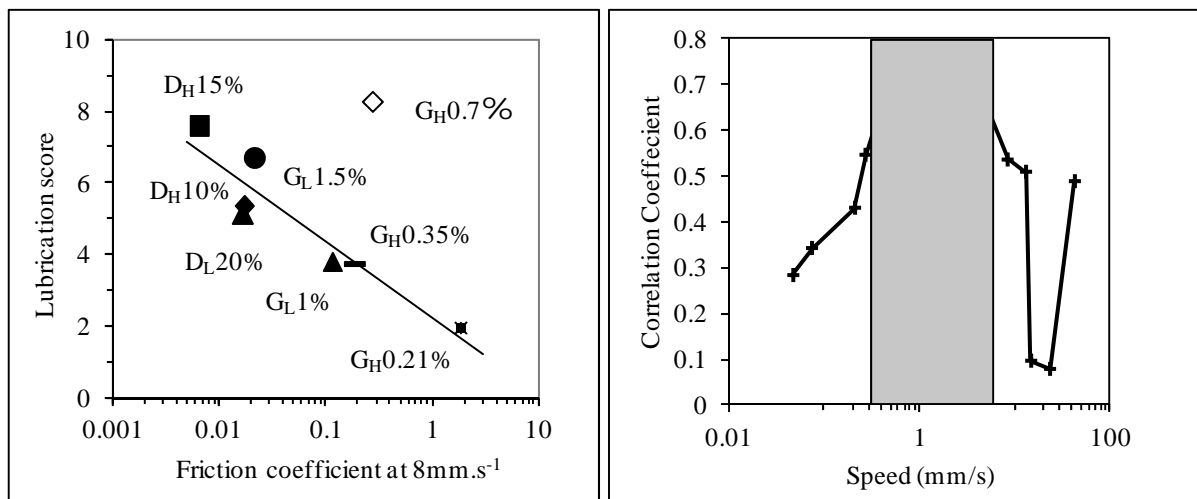 10
8
6
4
2
0
Lubrication score
D_H15%
G_H0.7%
G_L1.5%
D_H10%
G_H0.35%
D_L20%
G_L1%
G_H0.21%
0.001 0.01 0.1 1 10
Friction coefficient at 8mm.s⁻¹
0.8
0.7
0.6
0.5
0.4
0.3
0.2
0.1
0
Correlation Coeffecient
0.01 1 100
Speed (mm/s)